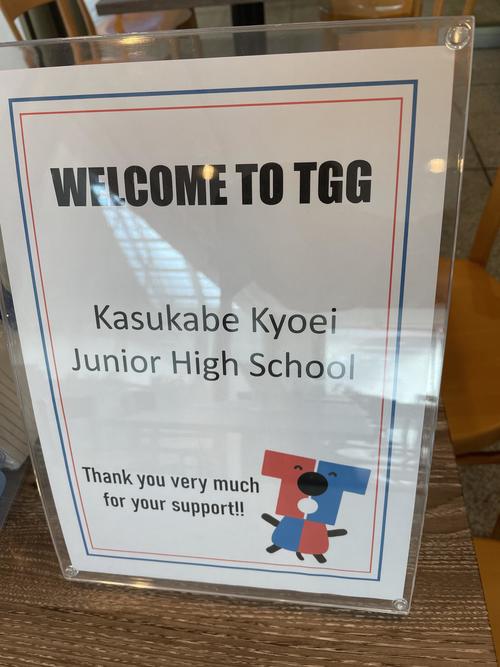 WELCOME TO TGG
Kasukabe Kyoei
Junior High School
Thank you very much
for your support!!